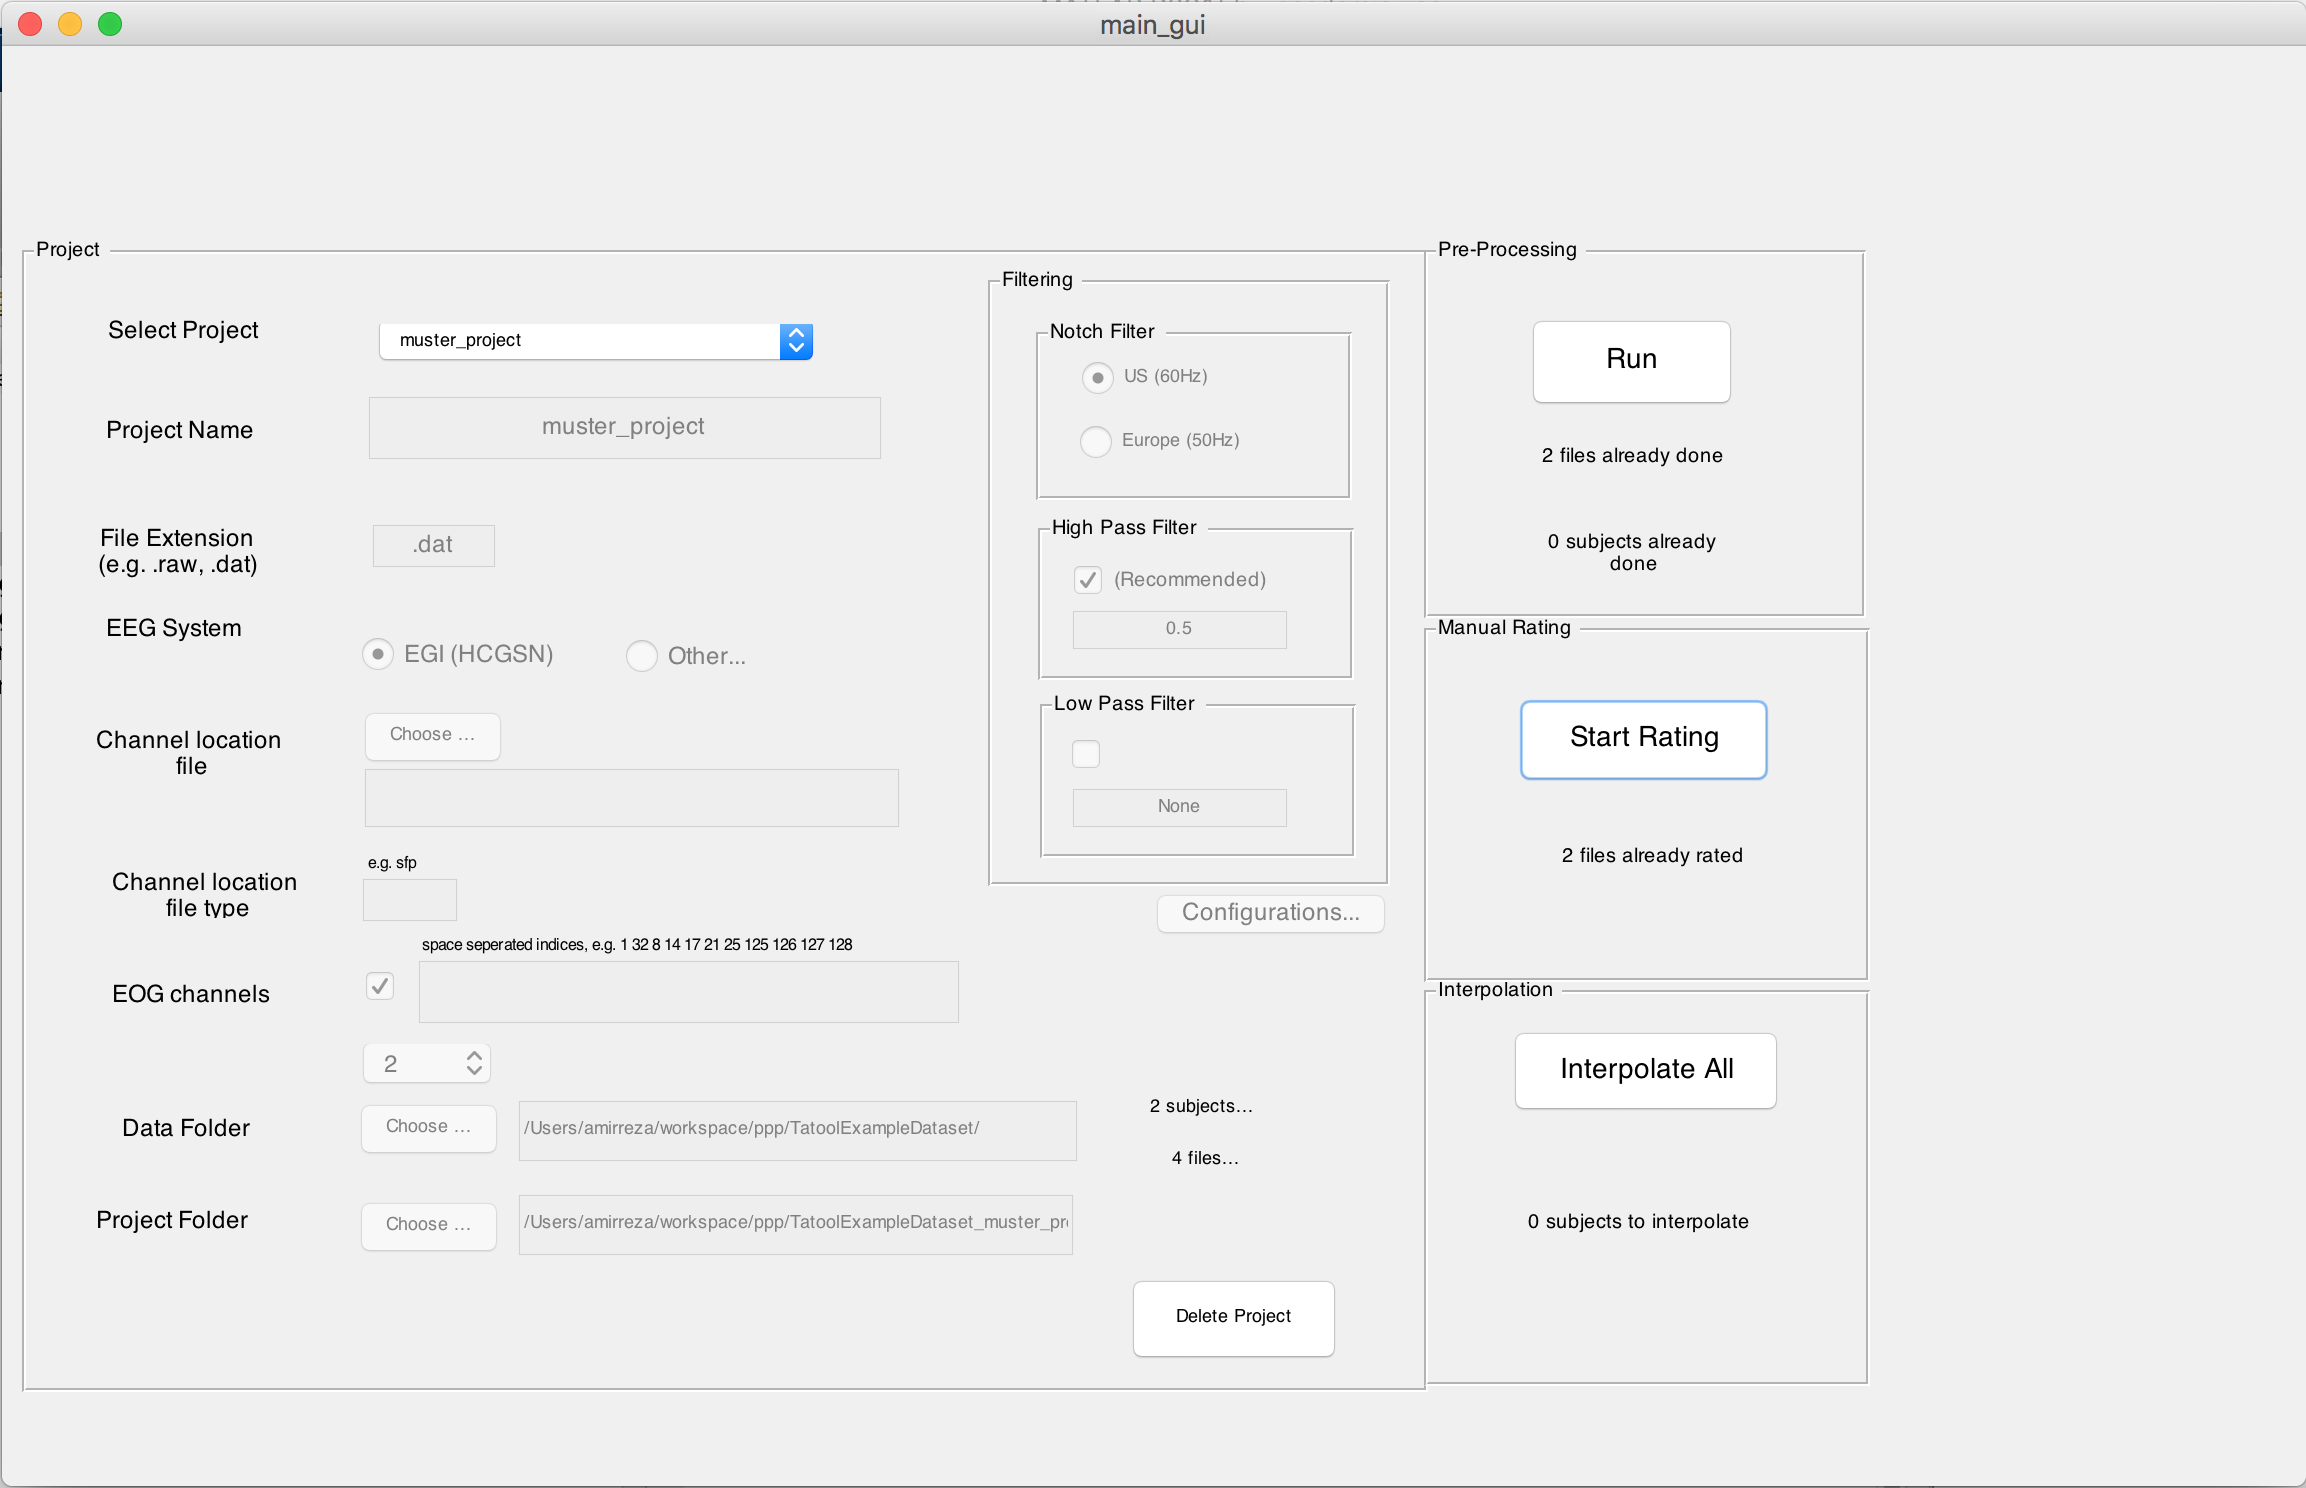 main_gui
Project
Select Project
muster_project
Project Name
muster_project
File Extension
(e.g. .raw, .dat)
.dat
EEG System
EGI (HCGSN)
Other...
Channel location
file
Choose ...
e.g. sfp
Channel location
file type
space seperated indices, e.g. 1 32 8 14 17 21 25 125 126 127 128
EOG channels
2
Data Folder
Choose ...
/Users/amirreza/workspace/ppp/TatoolExampleDataset/
2 subjects...
4 files...
Project Folder
Choose ...
/Users/amirreza/workspace/ppp/TatoolExampleDataset_muster_pr
Delete Project
Filtering
Notch Filter
US (60Hz)
Europe (50Hz)
High Pass Filter
(Recommended)
0.5
Low Pass Filter
None
Configurations...
Pre-Processing
Run
2 files already done
0 subjects already
done
Manual Rating
Start Rating
2 files already rated
Interpolation
Interpolate All
0 subjects to interpolate